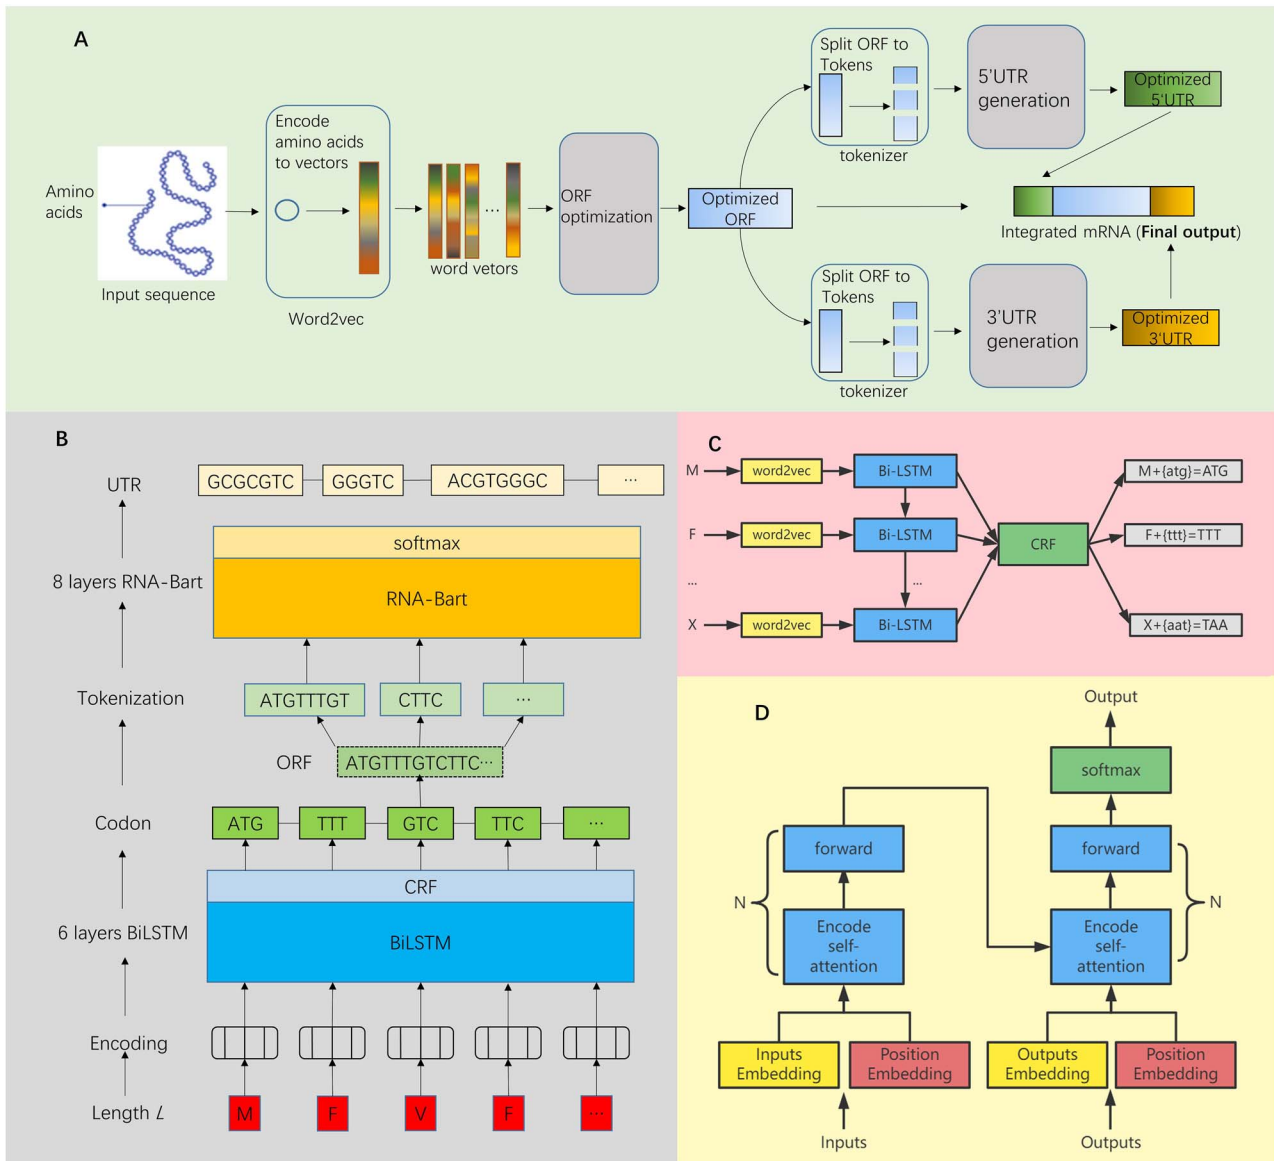 A
Amino
acids
Input sequence
Encode
amino acids
to vectors
Word2vec
...
word vetors
ORF
optimization
Optimized
ORF
Split ORF to
Tokens
tokenizer
5'UTR
generation
Optimized
5'UTR
Integrated mRNA (Final output)
Split ORF to
Tokens
tokenizer
3'UTR
generation
Optimized
3'UTR
B
UTR
GCGCGTC
GGGTC
ACGTGGGC
...
softmax
8 layers RNA-Bart
RNA-Bart
Tokenization
ATGTTTGT
CTTC
...
ORF
ATGTTTGTCTTC...
Codon
ATG
TTT
GTC
TTC
...
CRF
6 layers BiLSTM
BiLSTM
Encoding
Length L
M
F
V
F
...
C
M
word2vec
Bi-LSTM
M+{atg}=ATG
F
word2vec
Bi-LSTM
CRF
F+{ttt}=TTT
...
...
X
word2vec
Bi-LSTM
X+{aat}=TAA
D
Output
softmax
forward
forward
N
N
Encode
self-
attention
Encode
self-
attention
Inputs
Embedding
Position
Embedding
Outputs
Embedding
Position
Embedding
Inputs
Outputs